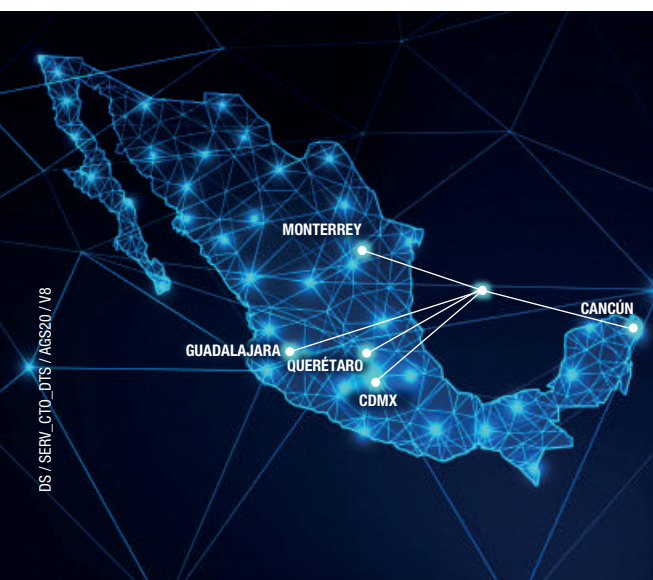 MONTERREY
CANCÚN
GUADALAJARA
QUERÉTARO
CDMX
DS / SERV_CTO_DTS / AGS20 / V8